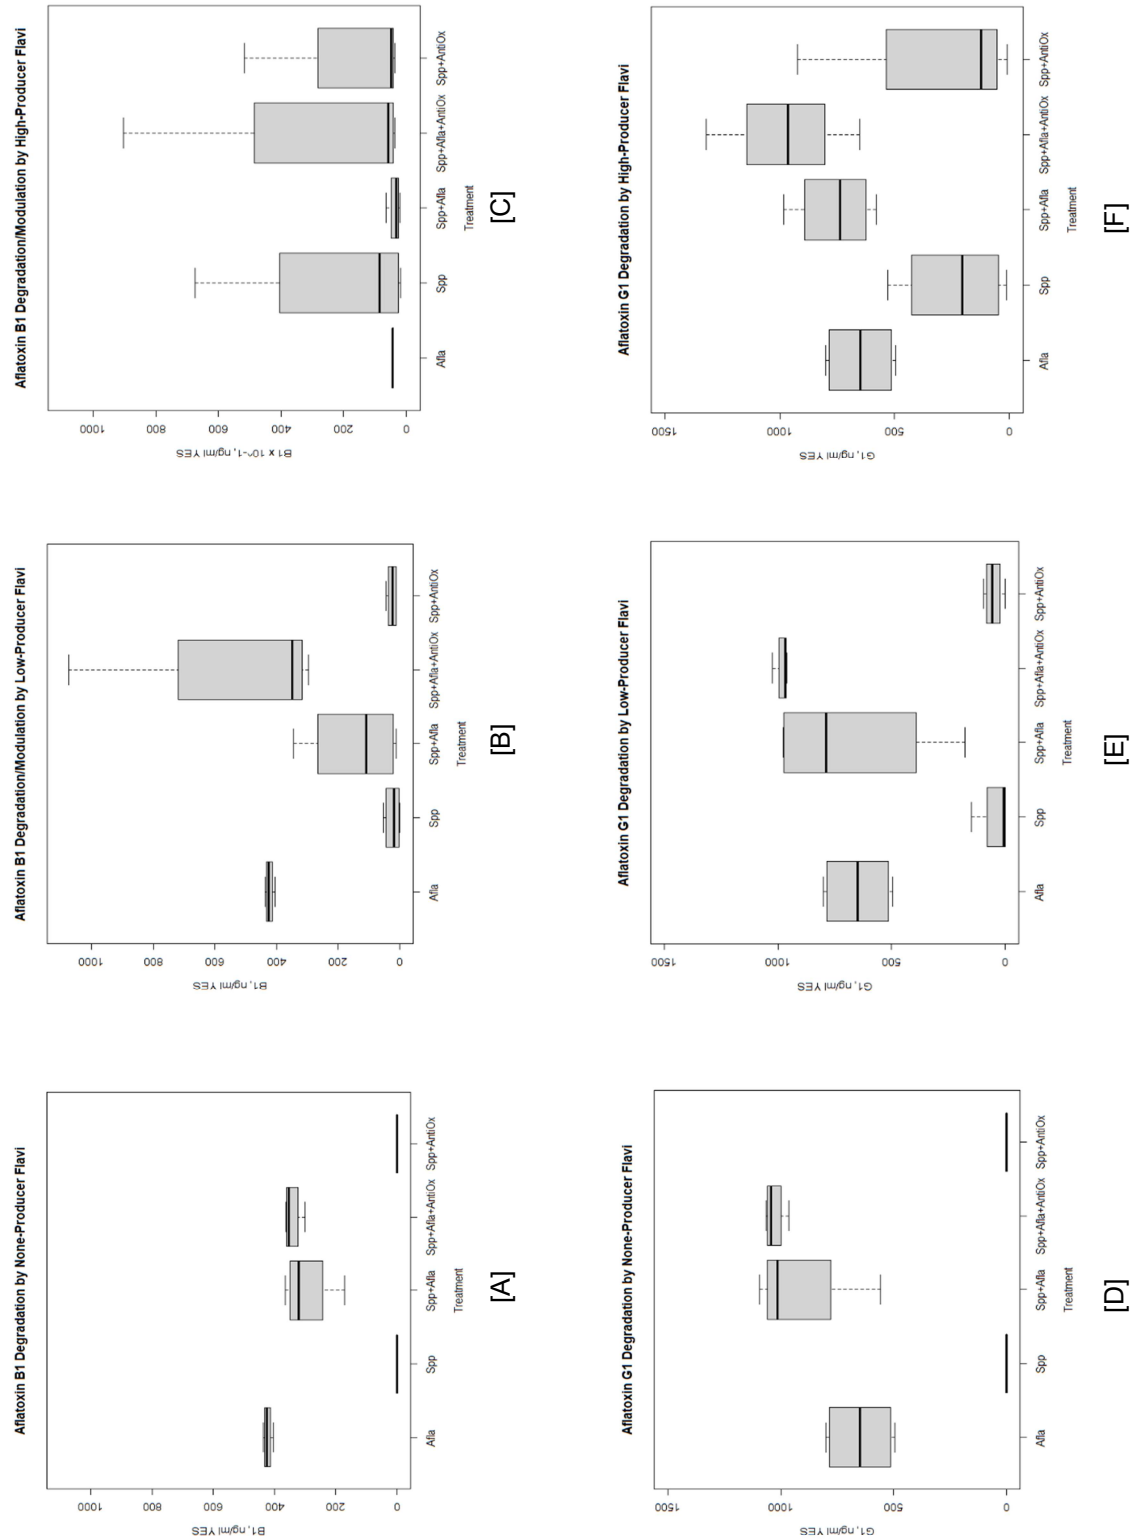 Aflatoxin B1 Degradation by None-Producer Flavi
B1, ng/ml YES
0 200 400 600 800 1000
Afla Spp Spp+Afla Spp+Afla+AntiOx Spp+AntiOx
Treatment
[A]
Aflatoxin B1 Degradation/Modulation by Low-Producer Flavi
B1, ng/ml YES
0 200 400 600 800 1000
Afla Spp Spp+Afla Spp+Afla+AntiOx Spp+AntiOx
Treatment
[B]
Aflatoxin B1 Degradation/Modulation by High-Producer Flavi
B1 x 10^-1, ng/ml YES
0 200 400 600 800 1000
Afla Spp Spp+Afla Spp+Afla+AntiOx Spp+AntiOx
Treatment
[C]
Aflatoxin G1 Degradation by None-Producer Flavi
G1, ng/ml YES
0 500 1000 1500
Afla Spp Spp+Afla Spp+Afla+AntiOx Spp+AntiOx
Treatment
[D]
Aflatoxin G1 Degradation by Low-Producer Flavi
G1, ng/ml YES
0 500 1000 1500
Afla Spp Spp+Afla Spp+Afla+AntiOx Spp+AntiOx
Treatment
[E]
Aflatoxin G1 Degradation by High-Producer Flavi
G1, ng/ml YES
0 500 1000 1500
Afla Spp Spp+Afla Spp+Afla+AntiOx Spp+AntiOx
Treatment
[F]